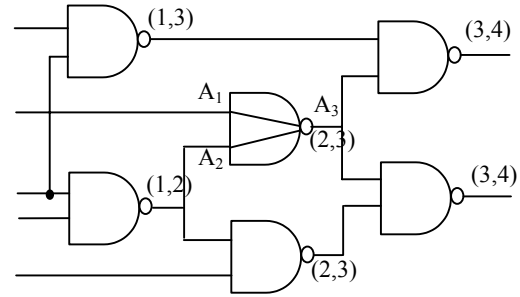 (1,3)
(3,4)
A1
A3
(2,3)
A2
(1,2)
(3,4)
(2,3)